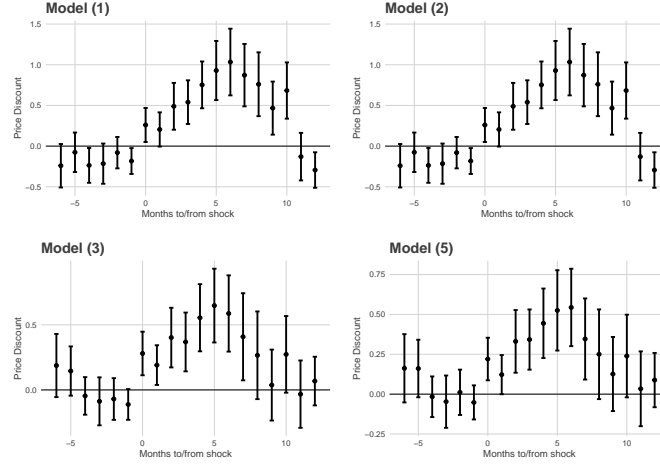 Model (1)
1.5
1.0
0.5
0.0
−0.5
−5
0
5
10
Price Discount
Months to/from shock
Model (2)
1.5
1.0
0.5
0.0
−0.5
−5
0
5
10
Price Discount
Months to/from shock
Model (3)
0.5
0.0
−5
0
5
10
Price Discount
Months to/from shock
Model (5)
0.75
0.50
0.25
0.00
−0.25
−5
0
5
10
Price Discount
Months to/from shock